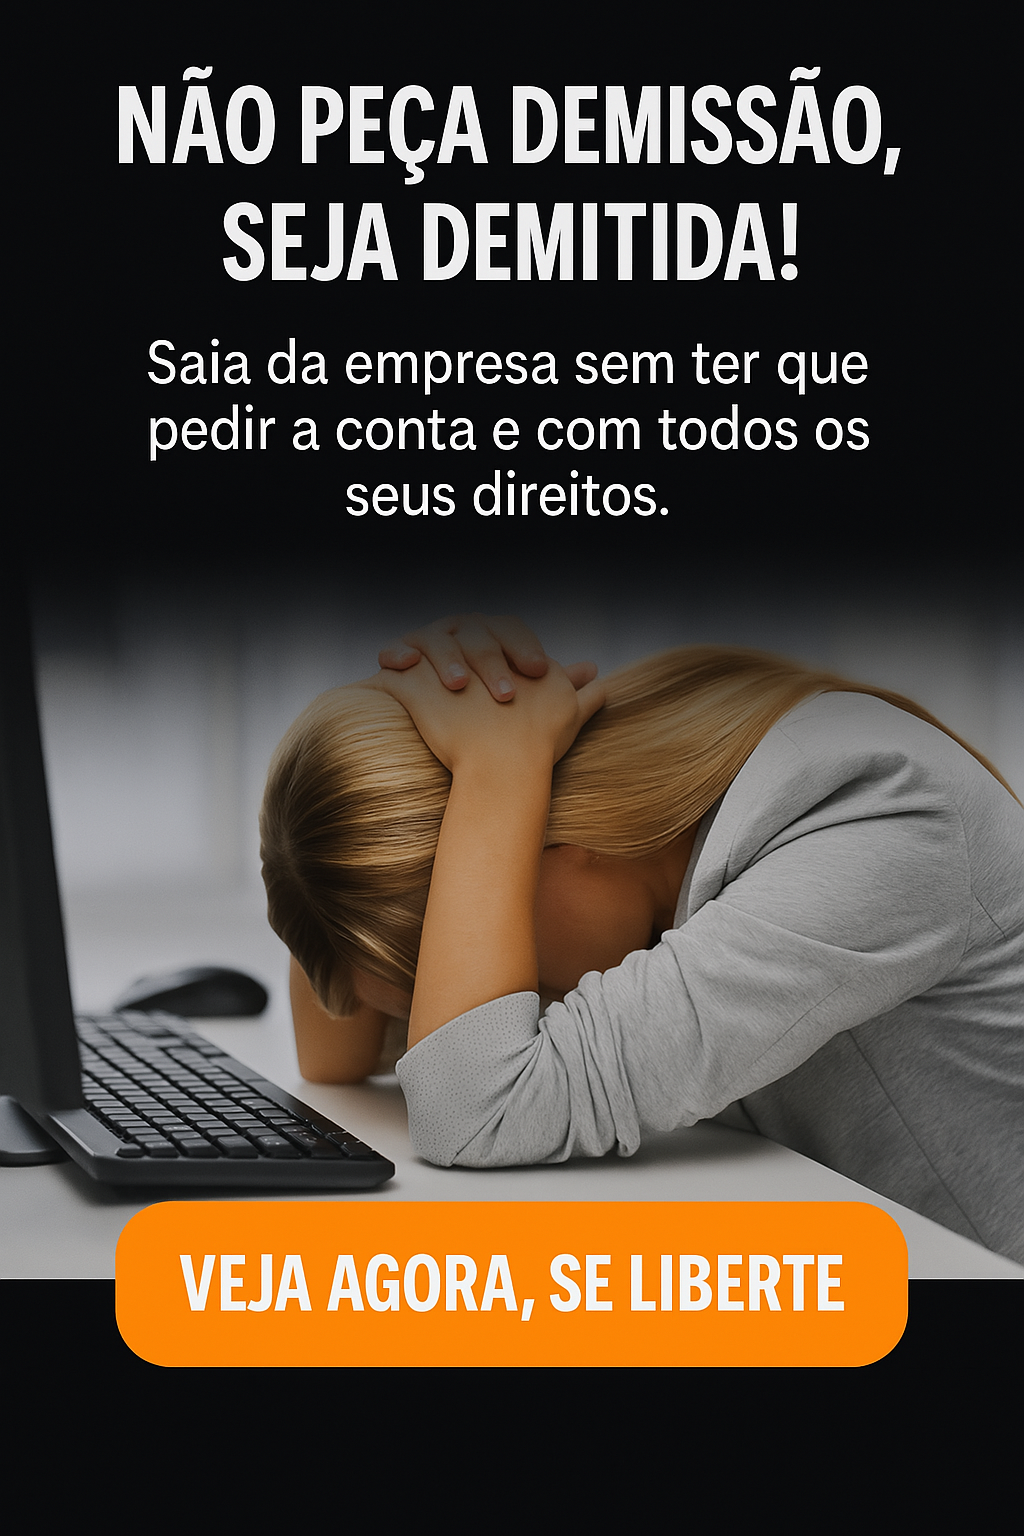 NÃO PEÇA DEMISSÃO,
SEJA DEMITIDA!
Saia da empresa sem ter que
pedir a conta e com todos os
seus direitos.
VEJA AGORA, SE LIBERTE